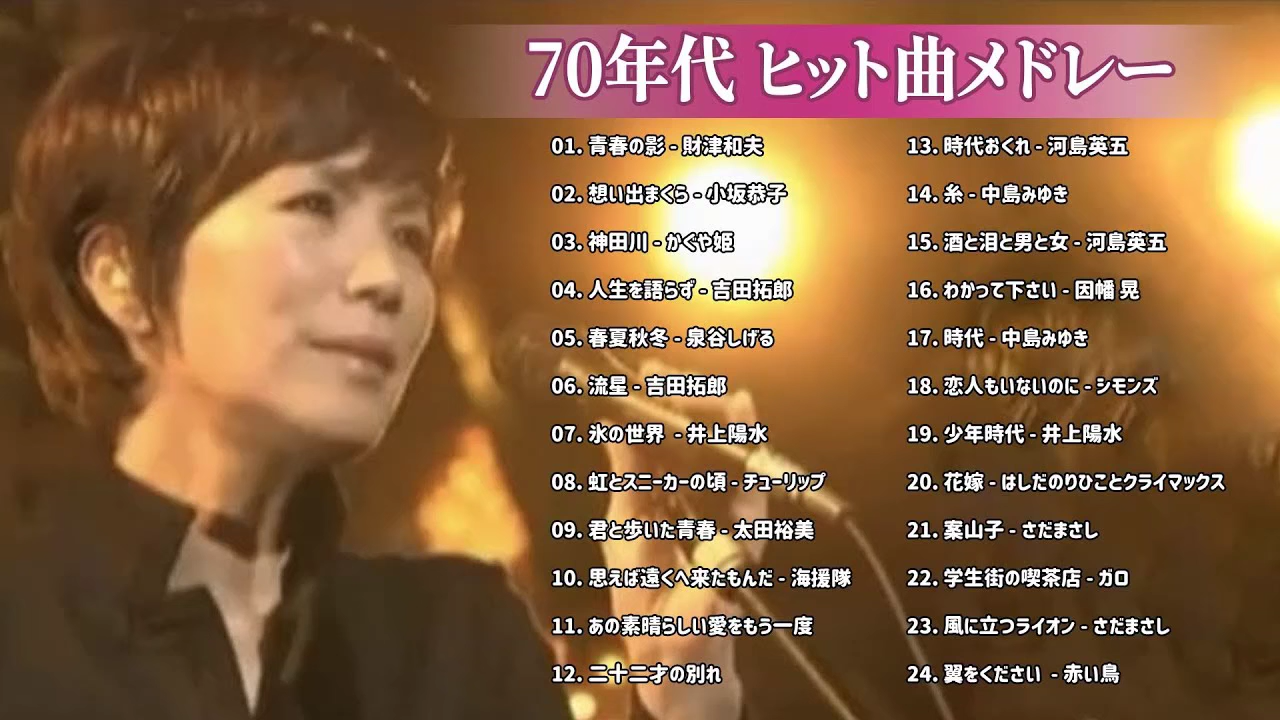 70年代 ヒット曲メドレー
01. 青春の影 - 財津和夫
02. 想い出まくら - 小坂恭子
03. 神田川 - かぐや姫
04. 人生を語らず - 吉田拓郎
05. 春夏秋冬 - 泉谷しげる
06. 流星 - 吉田拓郎
07. 氷の世界 - 井上陽水
08. 虹とスニーカーの頃 - チューリップ
09. 君と歩いた青春 - 太田裕美
10. 思えば遠くへ来たもんだ - 海援隊
11. あの素晴らしい愛をもう一度
12. 二十二才の別れ
13. 時代おくれ - 河島英五
14. 糸 - 中島みゆき
15. 酒と泪と男と女 - 河島英五
16. わかって下さい - 因幡 晃
17. 時代 - 中島みゆき
18. 恋人もいないのに - シモンズ
19. 少年時代 - 井上陽水
20. 花嫁 - はしだのりひことクライマックス
21. 案山子 - さだまさし
22. 学生街の喫茶店 - ガロ
23. 風に立つライオン - さだまさし
24. 翼をください - 赤い鳥